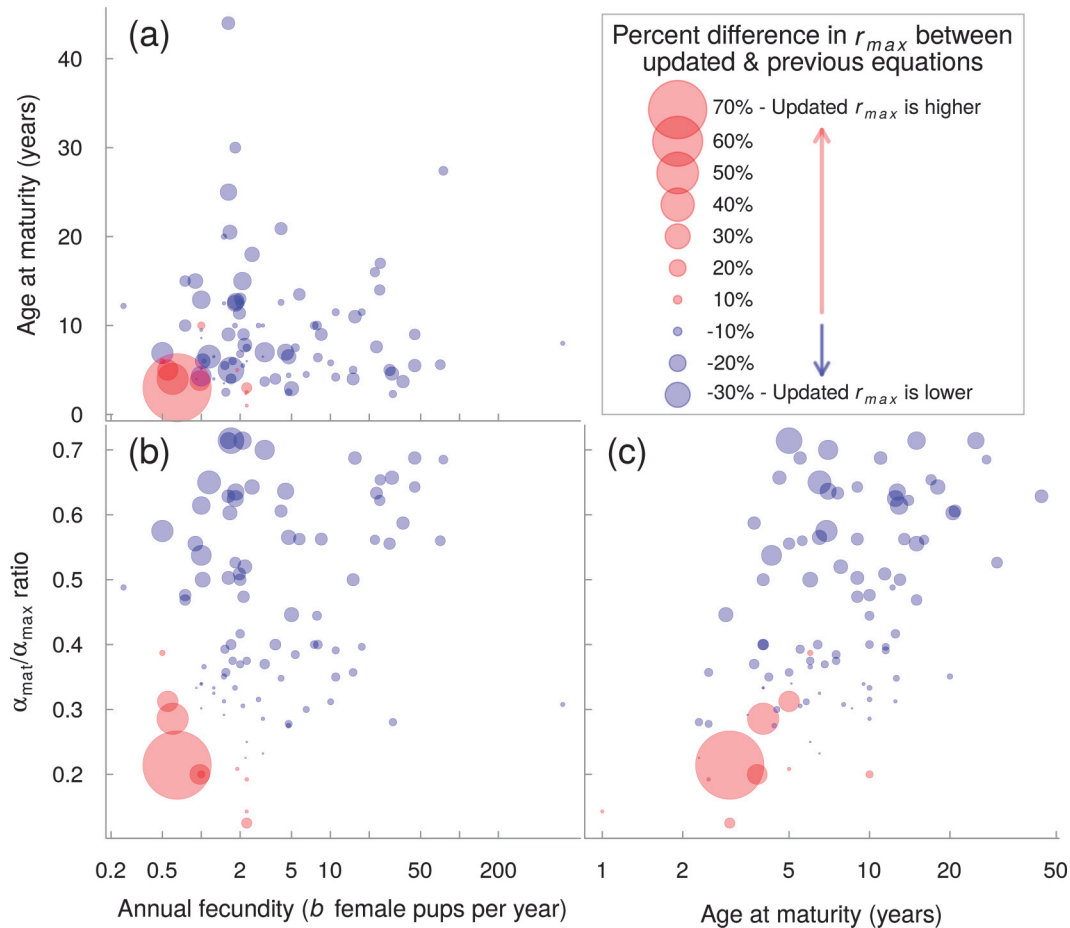 (a)
Age at maturity (years)
40
30
20
10
0
Percent difference in r max between
updated & previous equations
70% - Updated r max is higher
60%
50%
40%
30%
20%
10%
-10%
-20%
-30% - Updated r max is lower
(b)
αmat/αmax ratio
0.7
0.6
0.5
0.4
0.3
0.2
0.2 0.5 1 2 5 10 50 200
Annual fecundity (b female pups per year)
(c)
1 2 5 10 20 50
Age at maturity (years)